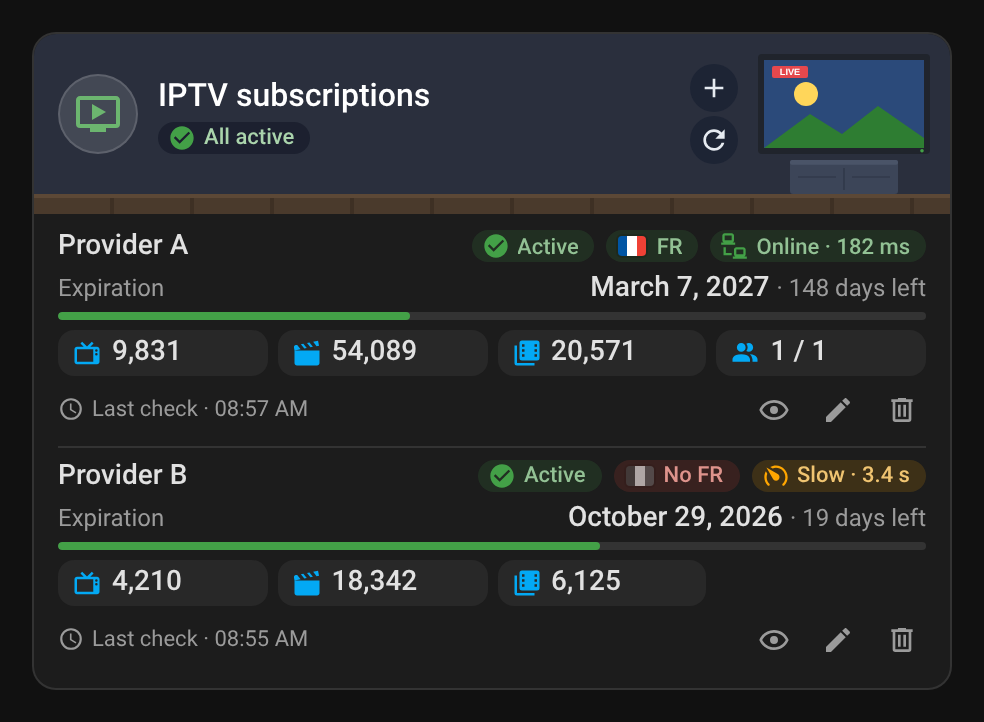 IPTV subscriptions
LIVE
All active
Provider A
Active
FR
Online · 182 ms
Expiration
March 7, 2027 · 148 days left
9,831
54,089
20,571
1 / 1
Last check · 08:57 AM
Provider B
Active
No FR
Slow · 3.4 s
Expiration
October 29, 2026 · 19 days left
4,210
18,342
6,125
Last check · 08:55 AM